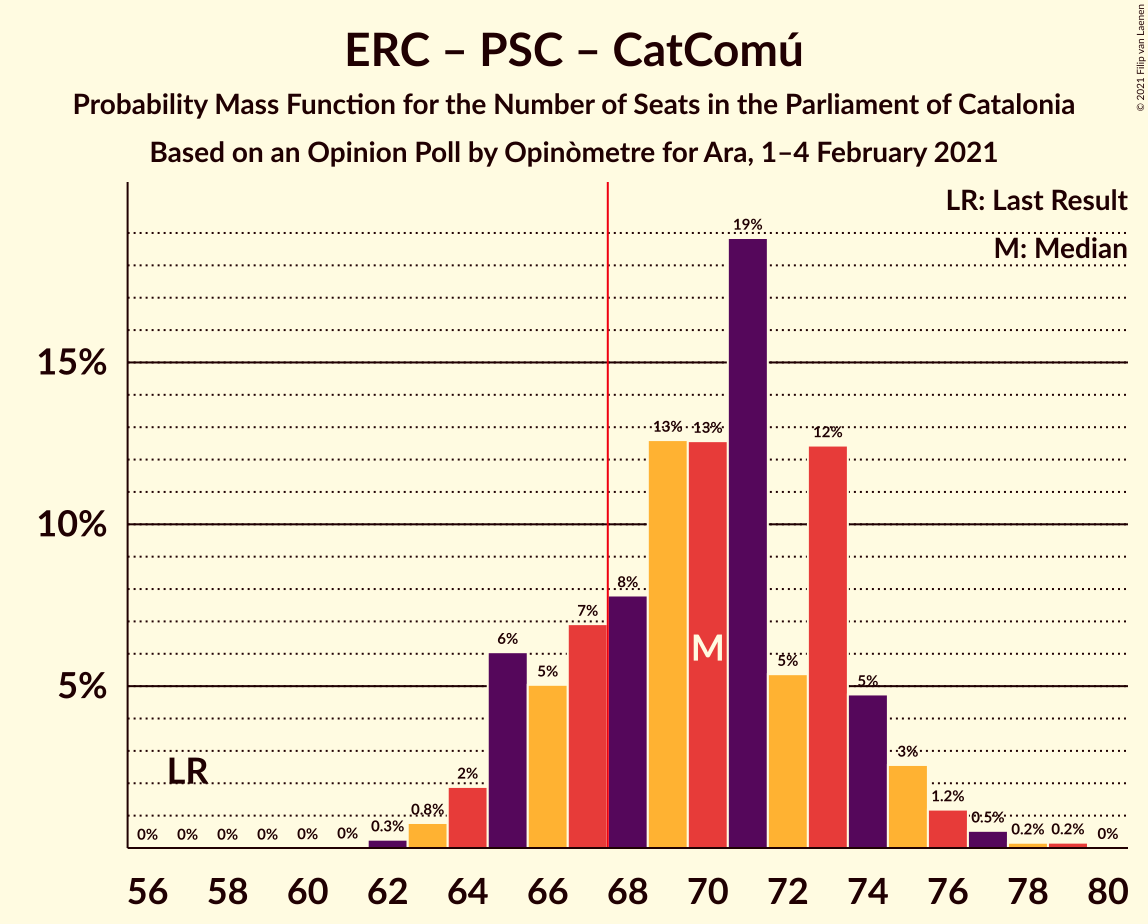 ERC – PSC – CatComú
Probability Mass Function for the Number of Seats in the Parliament of Catalonia
Based on an Opinion Poll by Opinòmetre for Ara, 1–4 February 2021
© 2021 Filip van Laenen
LR: Last Result
M: Median
19%
15%
13% 13% 12%
10%
8%
7%
6%
5%
5%
5%
5%
3%
LR
2%
1.2%
0.8%
0.5%
0.3%
0.2% 0.2%
0% 0% 0% 0% 0% 0% 0%
M
56 58 60 62 64 66 68 70 72 74 76 78 80